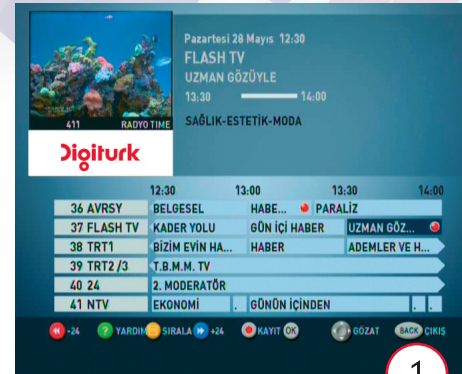 Pazartesi 28 Mayıs 12:30
FLASH TV
UZMAN GÖZÜYLE
13:30 14:00
SAĞLIK-ESTETİK-MODA
411 RADYO TIME
Digiturk
12:30 13:00 13:30 14:00
36 AVRSY BELGESEL HABE... PARALİZ
37 FLASH TV KADER YOLU GÜN İÇİ HABER UZMAN GÖZ...
38 TRT1 BİZİM EVİN HA... HABER ADEMLER VE H...
39 TRT2 /3 T.B.M.M. TV
40 24 2. MODERATÖR
41 NTV EKONOMİ . GÜNÜN İÇİNDEN . .
-24 ? YARDIM SIRALA +24 KAYIT OK GÖZAT BACK ÇIKIŞ
1